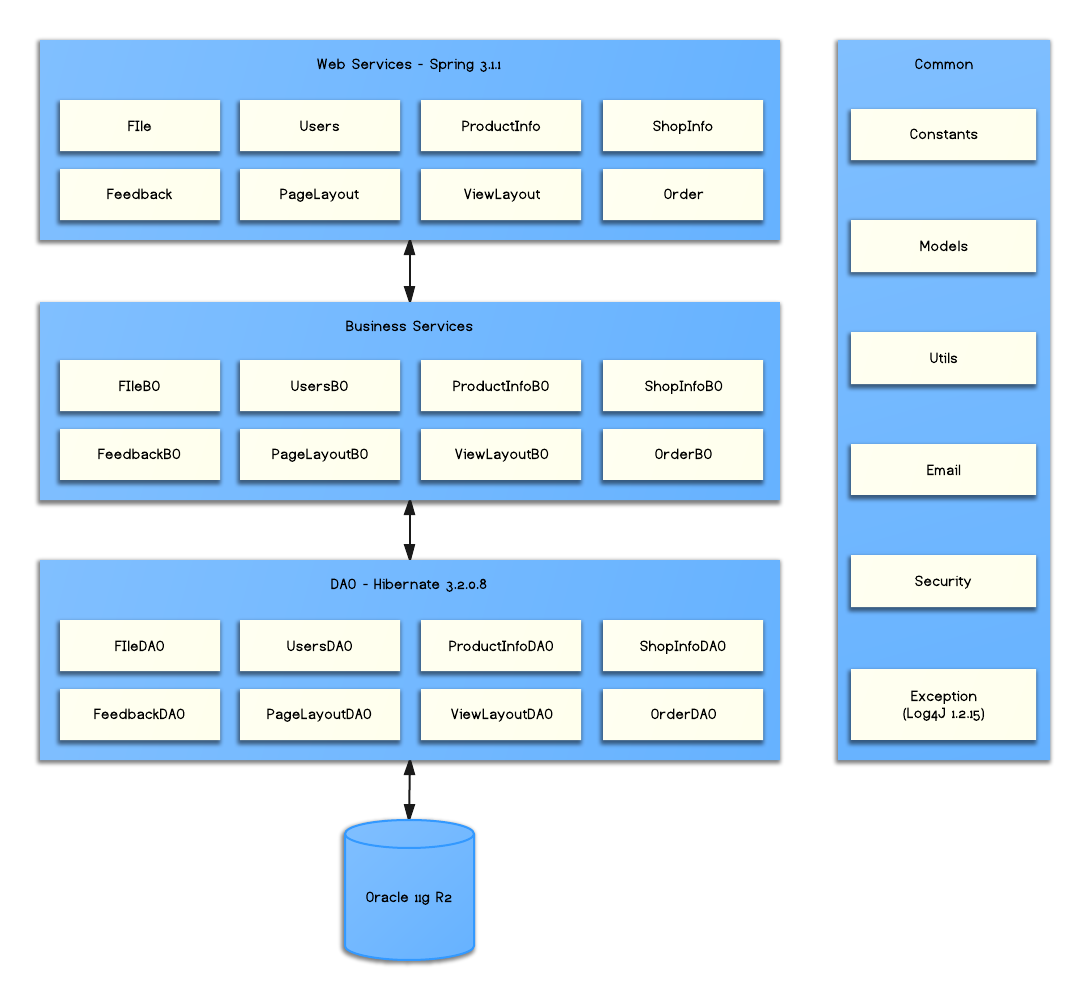 Web Services - Spring 3.1.1
FIle
Users
ProductInfo
ShopInfo
Feedback
PageLayout
ViewLayout
Order
Business Services
FIleBO
UsersBO
ProductInfoBO
ShopInfoBO
FeedbackBO
PageLayoutBO
ViewLayoutBO
OrderBO
DAO - Hibernate 3.2.0.8
FIleDAO
UsersDAO
ProductInfoDAO
ShopInfoDAO
FeedbackDAO
PageLayoutDAO
ViewLayoutDAO
OrderDAO
Oracle 11g R2
Common
Constants
Models
Utils
Email
Security
Exception
(Log4J 1.2.15)